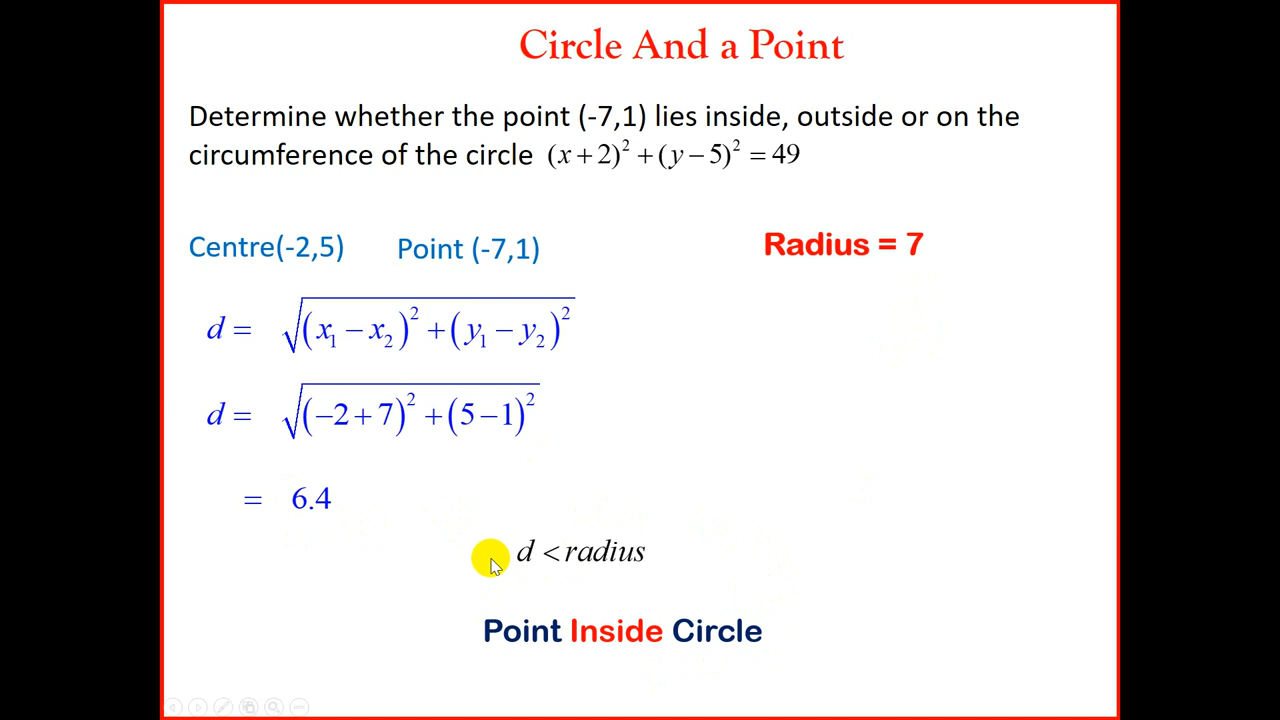 Circle And a Point
Determine whether the point (-7,1) lies inside, outside or on the
circumference of the circle (x + 2)² + (y − 5)² = 49
Centre(-2,5) Point (-7,1) Radius = 7
d = √((x₁ − x₂)² + (y₁ − y₂)²)
d = √((−2 + 7)² + (5 − 1)²)
= 6.4
d < radius
Point Inside Circle